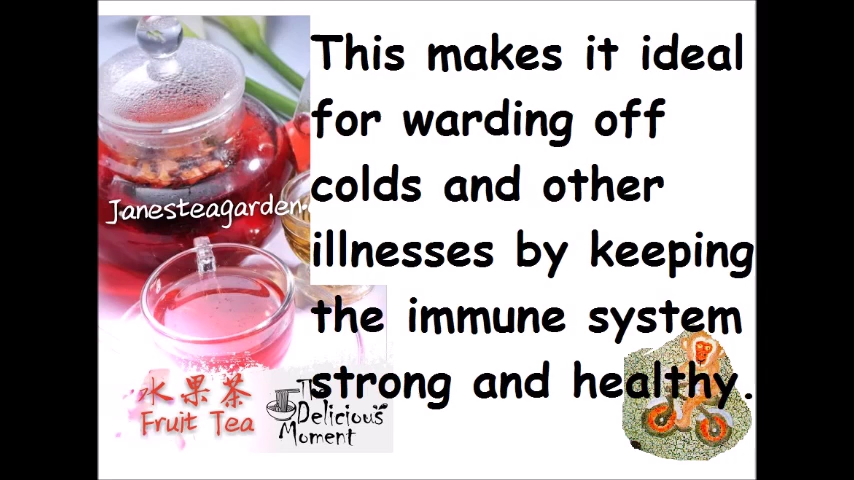 This makes it ideal
for warding off
colds and other
illnesses by keeping
the immune system
strong and healthy.
Janesteagarden.
水果茶
Fruit Tea
The
Delicious
Moment